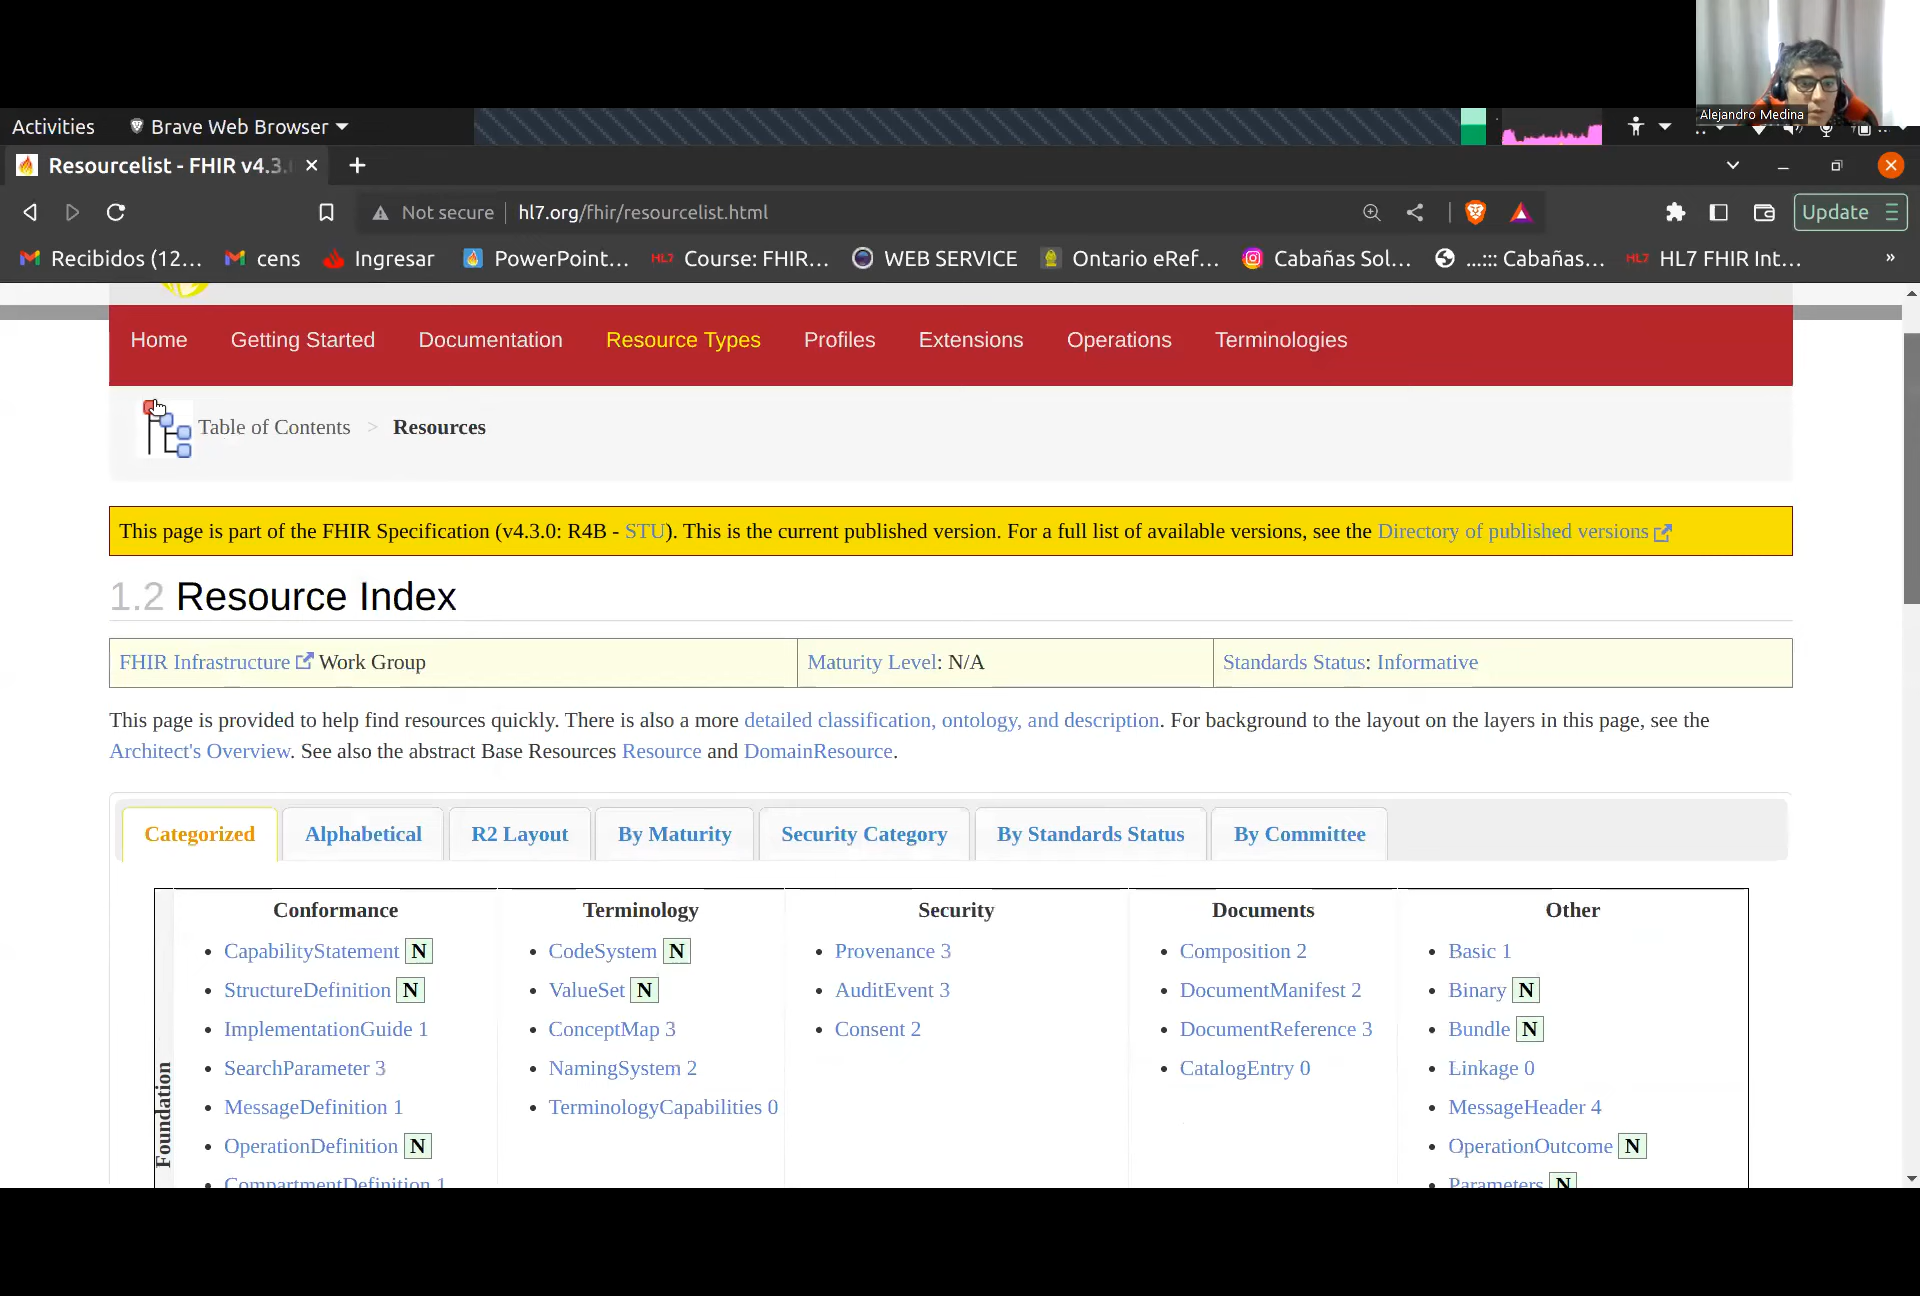 Alejandro Medina
Activities Brave Web Browser
Resourcelist - FHIR v4.3.
Not secure hl7.org/fhir/resourcelist.html Update
Recibidos (12... cens Ingresar PowerPoint... HL7 Course: FHIR... WEB SERVICE Ontario eRef... Cabañas Sol... ...::: Cabañas... HL7 HL7 FHIR Int... »
Home Getting Started Documentation Resource Types Profiles Extensions Operations Terminologies
Table of Contents > Resources
This page is part of the FHIR Specification (v4.3.0: R4B - STU). This is the current published version. For a full list of available versions, see the Directory of published versions
1.2 Resource Index
FHIR Infrastructure Work Group Maturity Level: N/A Standards Status: Informative
This page is provided to help find resources quickly. There is also a more detailed classification, ontology, and description. For background to the layout on the layers in this page, see the
Architect's Overview. See also the abstract Base Resources Resource and DomainResource.
Categorized Alphabetical R2 Layout By Maturity Security Category By Standards Status By Committee
Foundation
Conformance
CapabilityStatement N
StructureDefinition N
ImplementationGuide 1
SearchParameter 3
MessageDefinition 1
OperationDefinition N
CompartmentDefinition 1
Terminology
CodeSystem N
ValueSet N
ConceptMap 3
NamingSystem 2
TerminologyCapabilities 0
Security
Provenance 3
AuditEvent 3
Consent 2
Documents
Composition 2
DocumentManifest 2
DocumentReference 3
CatalogEntry 0
Other
Basic 1
Binary N
Bundle N
Linkage 0
MessageHeader 4
OperationOutcome N
Parameters N